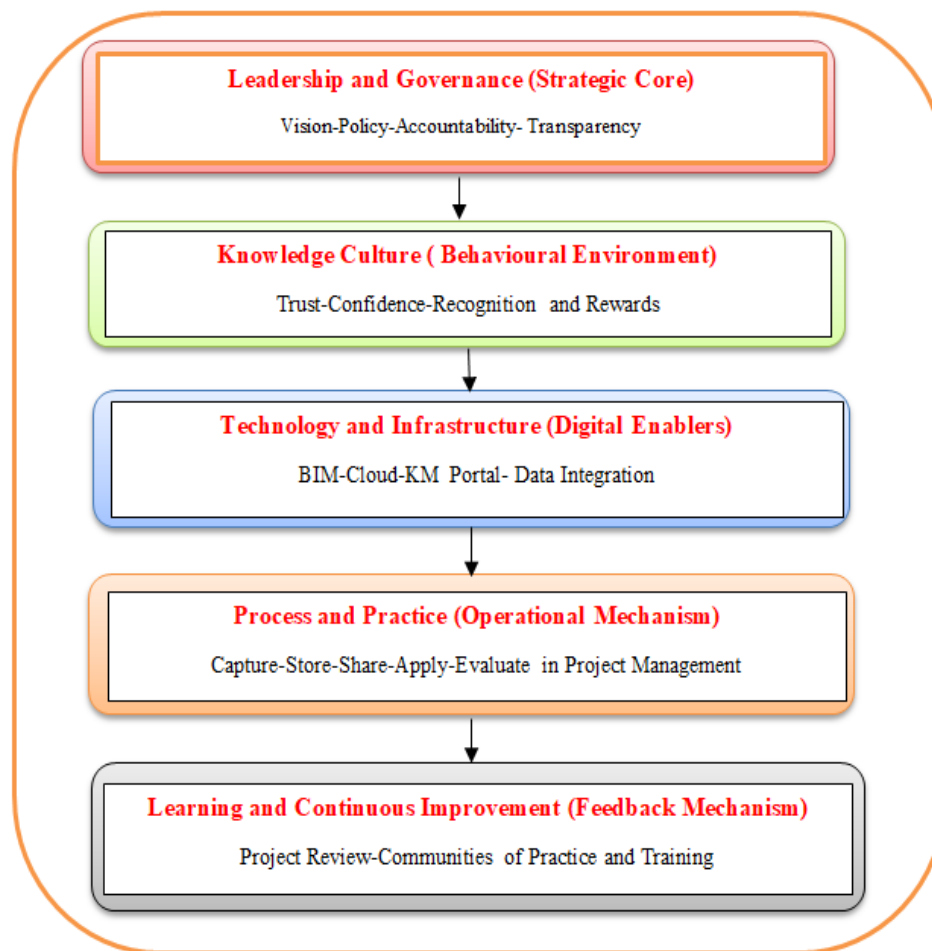 Leadership and Governance (Strategic Core)
Vision-Policy-Accountability- Transparency
Knowledge Culture ( Behavioural Environment)
Trust-Confidence-Recognition and Rewards
Technology and Infrastructure (Digital Enablers)
BIM-Cloud-KM Portal- Data Integration
Process and Practice (Operational Mechanism)
Capture-Store-Share-Apply-Evaluate in Project Management
Learning and Continuous Improvement (Feedback Mechanism)
Project Review-Communities of Practice and Training